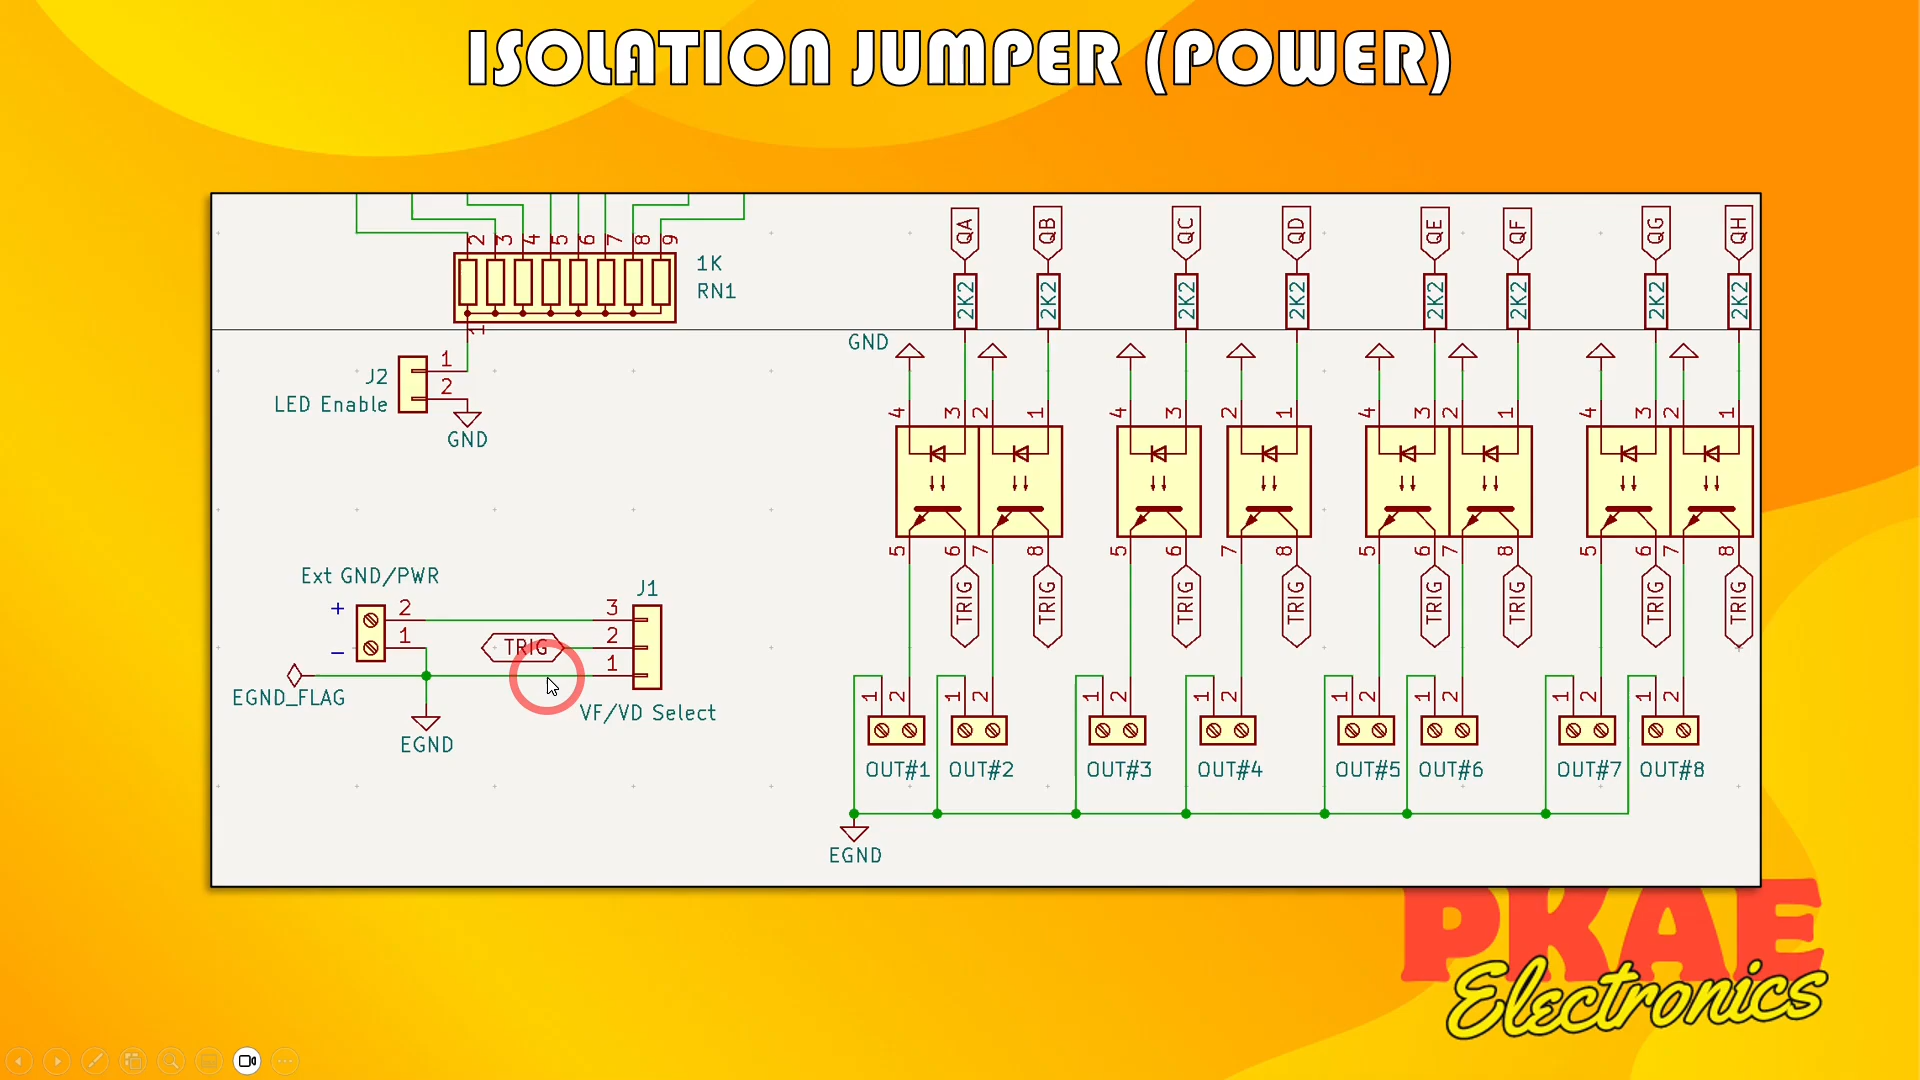 ISOLATION JUMPER (POWER)
QA QB QC QD QE QF QG QH
2 3 4 5 6 7 8 9
1K
RN1
2K2 2K2 2K2 2K2 2K2 2K2 2K2 2K2
1
GND
J2
1
2
LED Enable
GND
4 3 2 1 4 3 2 1 4 3 2 1 4 3 2 1
5 6 7 8 5 6 7 8 5 6 7 8 5 6 7 8
TRIG TRIG TRIG TRIG TRIG TRIG TRIG TRIG
Ext GND/PWR
J1
+ 2 3
TRIG 2
- 1
1
EGND_FLAG
VF/VD Select
EGND
1 2 1 2 1 2 1 2 1 2 1 2 1 2 1 2
OUT#1 OUT#2 OUT#3 OUT#4 OUT#5 OUT#6 OUT#7 OUT#8
EGND
PKAE
Electronics